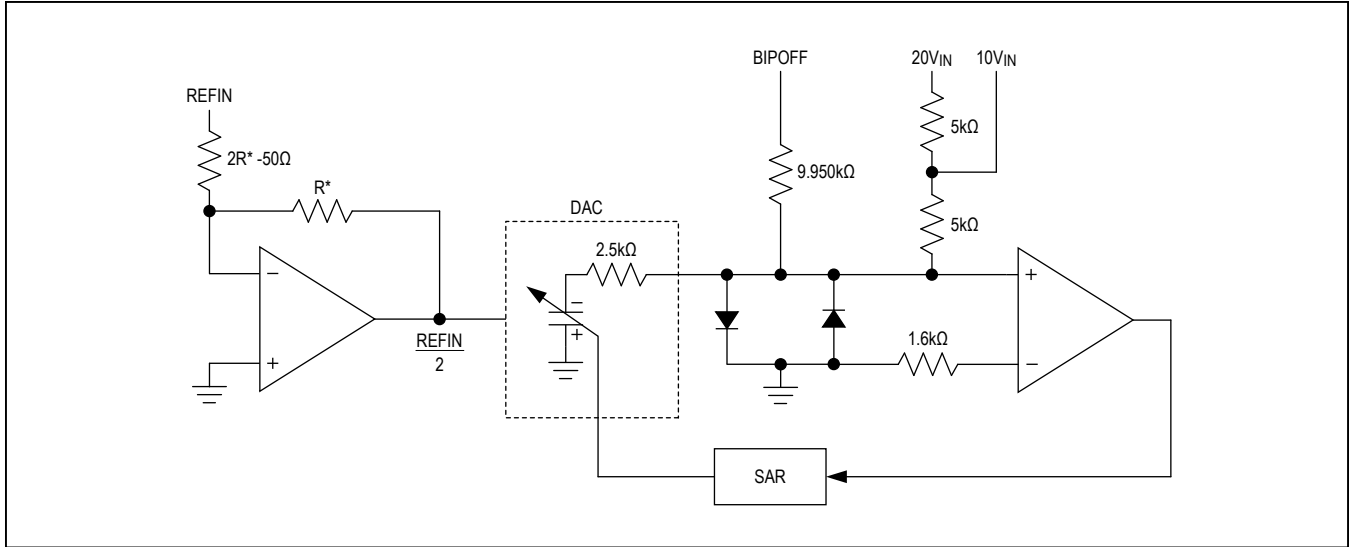 REFIN
2R* -50Ω
R*
−
+
REFIN
2
DAC
2.5kΩ
−
+
BIPOFF
9.950kΩ
20VIN
10VIN
5kΩ
5kΩ
1.6kΩ
+
−
SAR